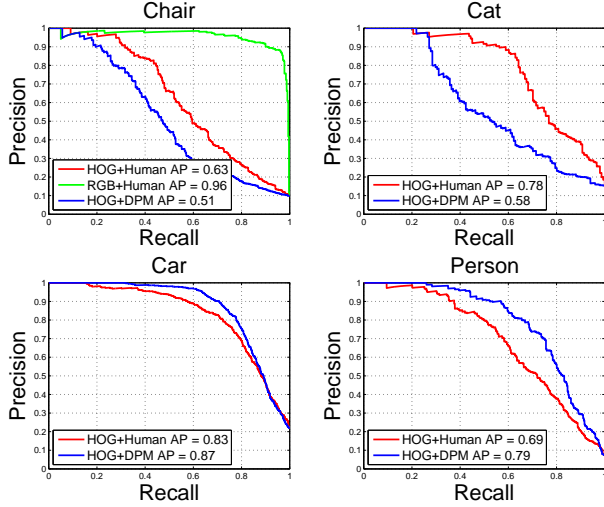 Chair
Cat
1
0.9
0.8
0.7
0.6
0.5
0.4
0.3
0.2
0.1
0
Precision
HOG+Human AP = 0.63
RGB+Human AP = 0.96
HOG+DPM AP = 0.51
0 0.2 0.4 0.6 0.8 1
Recall
1
0.9
0.8
0.7
0.6
0.5
0.4
0.3
0.2
0.1
0
Precision
HOG+Human AP = 0.78
HOG+DPM AP = 0.58
0 0.2 0.4 0.6 0.8 1
Recall
Car
Person
1
0.9
0.8
0.7
0.6
0.5
0.4
0.3
0.2
0.1
0
Precision
HOG+Human AP = 0.83
HOG+DPM AP = 0.87
0 0.2 0.4 0.6 0.8 1
Recall
1
0.9
0.8
0.7
0.6
0.5
0.4
0.3
0.2
0.1
0
Precision
HOG+Human AP = 0.69
HOG+DPM AP = 0.79
0 0.2 0.4 0.6 0.8 1
Recall